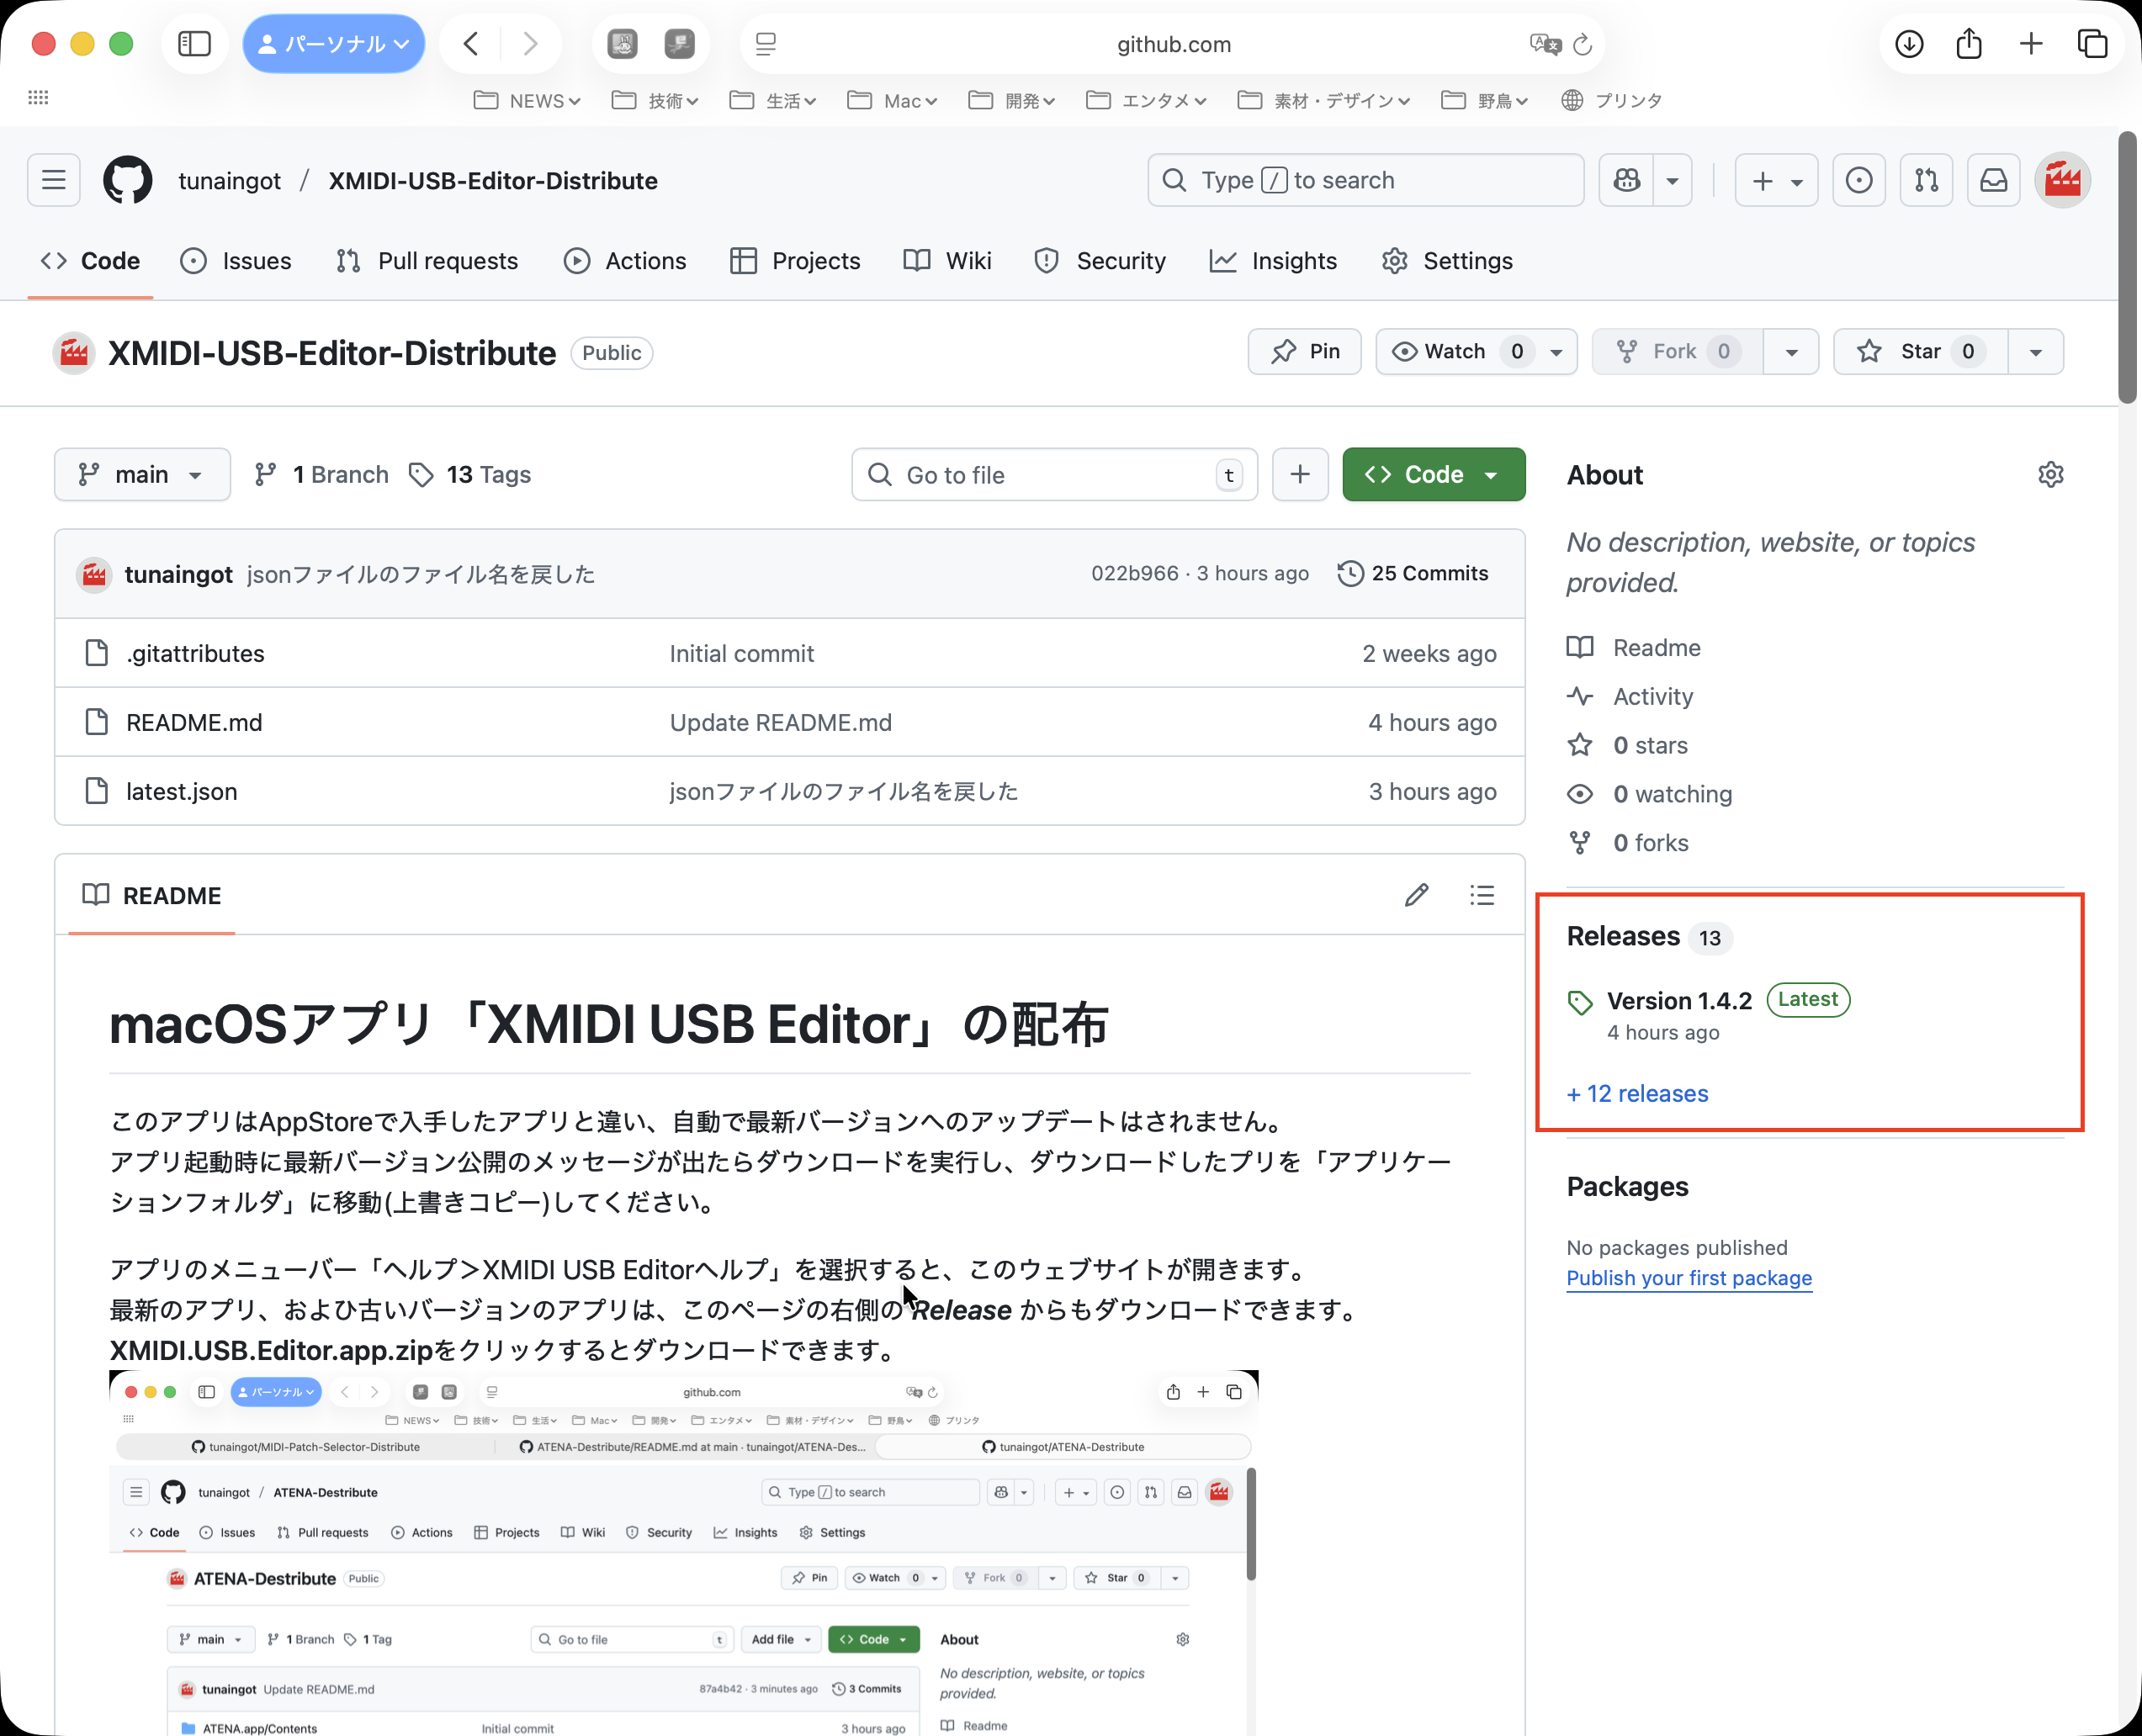 パーソナル
github.com
NEWS 技術 生活 Mac 開発 エンタメ 素材・デザイン 野鳥 プリンタ
tunaingot / XMIDI-USB-Editor-Distribute
Type / to search
Code Issues Pull requests Actions Projects Wiki Security Insights Settings
XMIDI-USB-Editor-Distribute Public
Pin Watch 0 Fork 0 Star 0
main 1 Branch 13 Tags
Go to file t
Code
tunaingot jsonファイルのファイル名を戻した 022b966 · 3 hours ago 25 Commits
.gitattributes Initial commit 2 weeks ago
README.md Update README.md 4 hours ago
latest.json jsonファイルのファイル名を戻した 3 hours ago
README
macOSアプリ「XMIDI USB Editor」の配布
このアプリはAppStoreで入手したアプリと違い、自動で最新バージョンへのアップデートはされません。
アプリ起動時に最新バージョン公開のメッセージが出たらダウンロードを実行し、ダウンロードしたプリを「アプリケー
ションフォルダ」に移動(上書きコピー)してください。
アプリのメニューバー「ヘルプ＞XMIDI USB Editorヘルプ」を選択すると、このウェブサイトが開きます。
最新のアプリ、および古いバージョンのアプリは、このページの右側の Release からもダウンロードできます。
XMIDI.USB.Editor.app.zipをクリックするとダウンロードできます。
パーソナル
github.com
NEWS 技術 生活 Mac 開発 エンタメ 素材・デザイン 野鳥 プリンタ
tunaingot/MIDI-Patch-Selector-Distribute
ATENA-Destribute/README.md at main · tunaingot/ATENA-Des...
tunaingot/ATENA-Destribute
tunaingot / ATENA-Destribute
Type / to search
Code Issues Pull requests Actions Projects Wiki Security Insights Settings
ATENA-Destribute Public
Pin Watch 0 Fork 0 Star 0
main 1 Branch 1 Tag
Go to file t
Add file
Code
tunaingot Update README.md 87a4b42 · 3 minutes ago 3 Commits
ATENA.app/Contents Initial commit 3 hours ago
About
No description, website, or topics
provided.
Readme
About
No description, website, or topics
provided.
Readme
Activity
0 stars
0 watching
0 forks
Releases 13
Version 1.4.2 Latest
4 hours ago
+ 12 releases
Packages
No packages published
Publish your first package